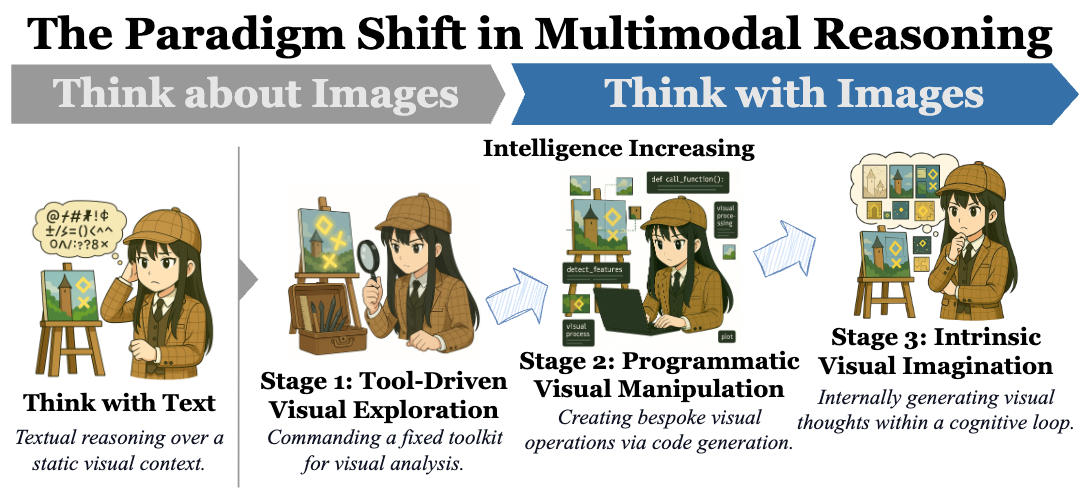 The Paradigm Shift in Multimodal Reasoning
Think about Images
Think with Images
Intelligence Increasing
@ 
Think with Text
Textual reasoning over a
static visual context.
Stage 1: Tool-Driven
Visual Exploration
Commanding a fixed toolkit
for visual analysis.
def call_function():
visual
proce-
ssing
detect_features
visual
process
plot
Stage 2: Programmatic
Visual Manipulation
Creating bespoke visual
operations via code generation.
Stage 3: Intrinsic
Visual Imagination
Internally generating visual
thoughts within a cognitive loop.